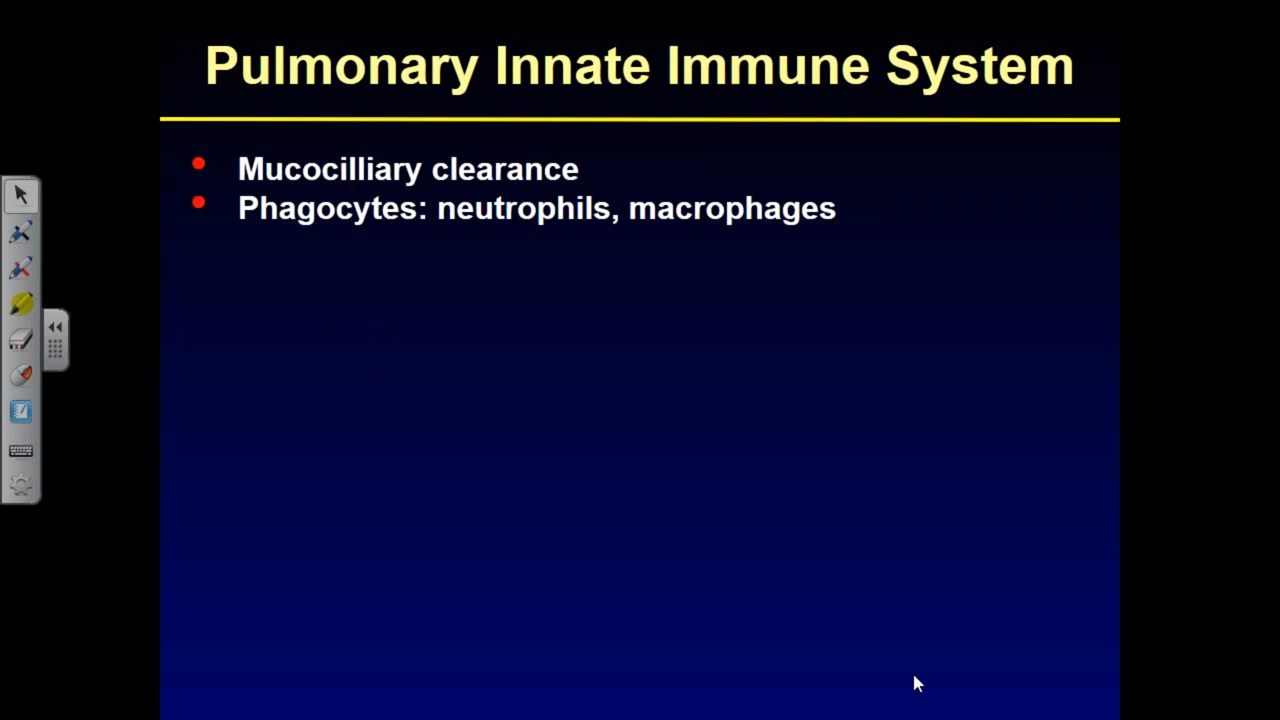 Pulmonary Innate Immune System
Mucocilliary clearance
Phagocytes: neutrophils, macrophages